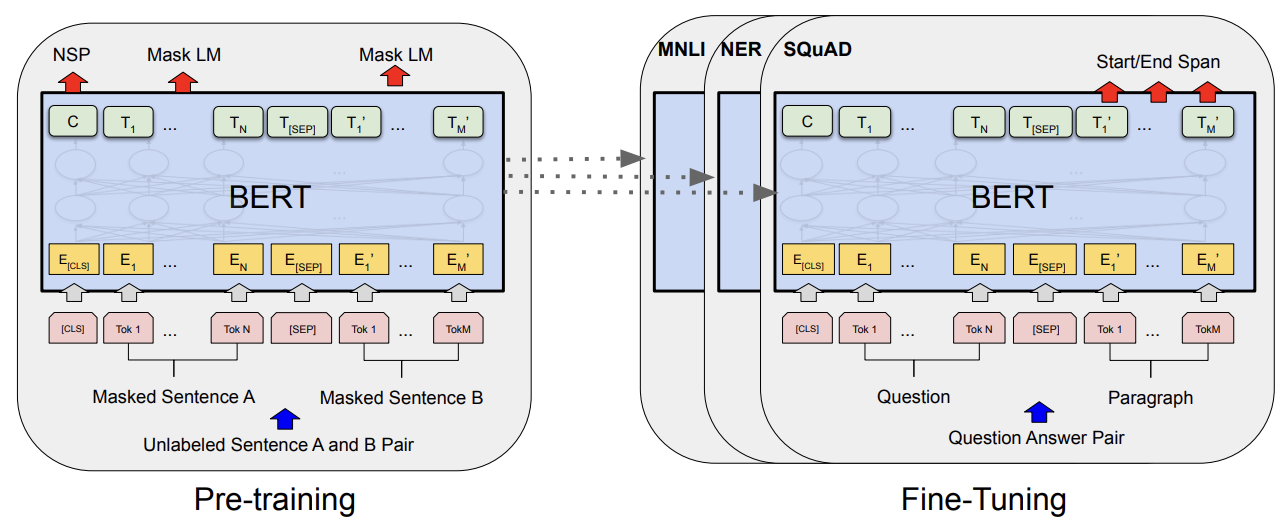 NSP Mask LM Mask LM
C T1 ... TN T[SEP] T1' ... TM'
...
BERT
...
E[CLS] E1 ... EN E[SEP] E1' ... EM'
[CLS] Tok 1 ... Tok N [SEP] Tok 1 ... TokM
Masked Sentence A Masked Sentence B
Unlabeled Sentence A and B Pair
Pre-training
MNLI NER SQuAD
Start/End Span
C T1 ... TN T[SEP] T1' ... TM'
...
BERT
...
E[CLS] E1 ... EN E[SEP] E1' ... EM'
[CLS] Tok 1 ... Tok N [SEP] Tok 1 ... TokM
Question Paragraph
Question Answer Pair
Fine-Tuning